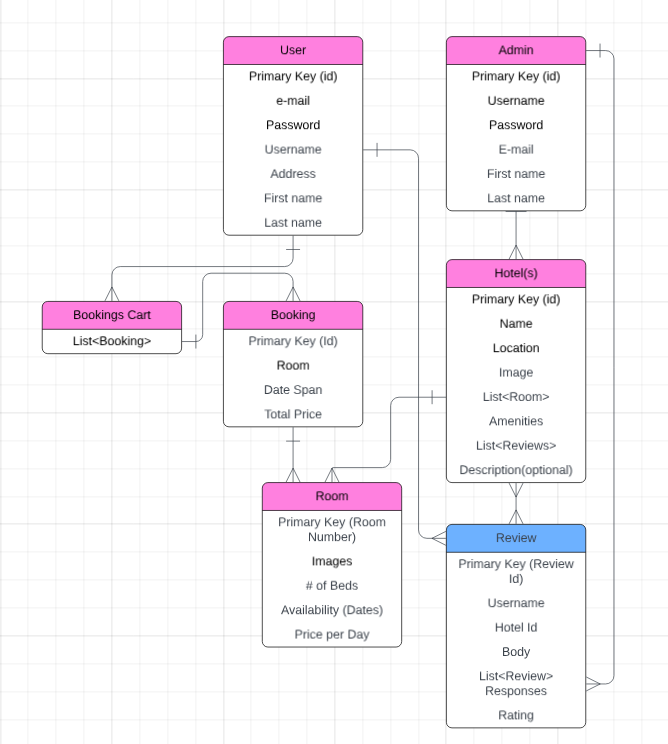 User
Primary Key (id)
e-mail
Password
Username
Address
First name
Last name
Admin
Primary Key (id)
Username
Password
E-mail
First name
Last name
Bookings Cart
List<Booking>
Booking
Primary Key (Id)
Room
Date Span
Total Price
Hotel(s)
Primary Key (id)
Name
Location
Image
List<Room>
Amenities
List<Reviews>
Description(optional)
Room
Primary Key (Room
Number)
Images
# of Beds
Availability (Dates)
Price per Day
Review
Primary Key (Review
Id)
Username
Hotel Id
Body
List<Review>
Responses
Rating